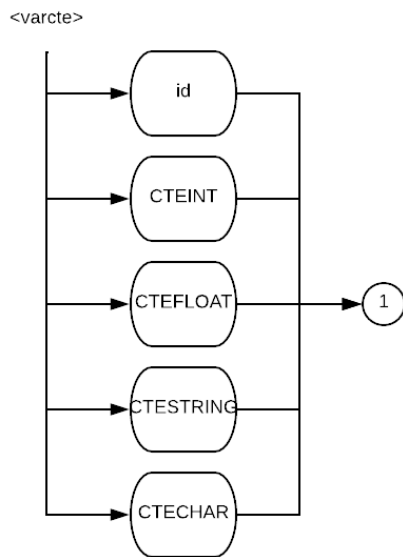 <varcte>
id
CTEINT
CTEFLOAT
1
CTESTRING
CTECHAR